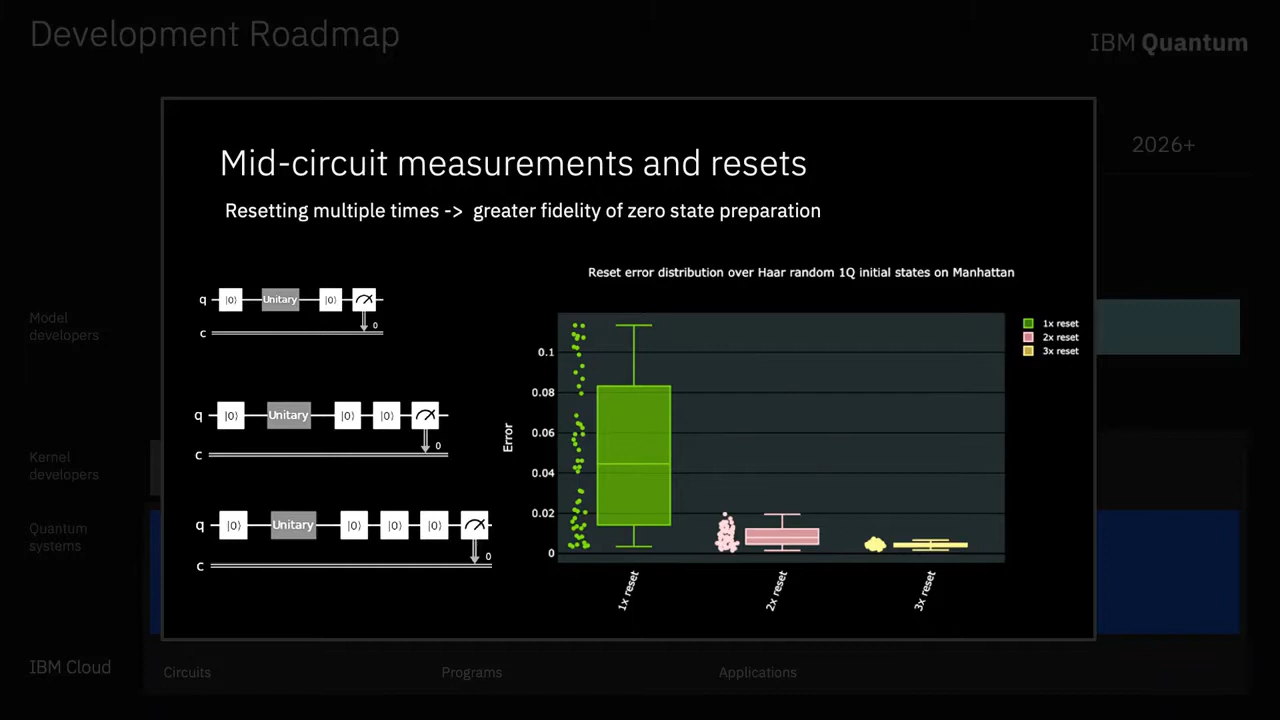 Development Roadmap
IBM Quantum
2026+
Mid-circuit measurements and resets
Resetting multiple times -> greater fidelity of zero state preparation
Reset error distribution over Haar random 1Q initial states on Manhattan
q |0⟩ Unitary |0⟩
c 0
q |0⟩ Unitary |0⟩ |0⟩
c 0
q |0⟩ Unitary |0⟩ |0⟩ |0⟩
c 0
Error
0.1
0.08
0.06
0.04
0.02
0
1x reset
2x reset
3x reset
1x reset
2x reset
3x reset
Model
developers
Kernel
developers
Quantum
systems
IBM Cloud
Circuits
Programs
Applications